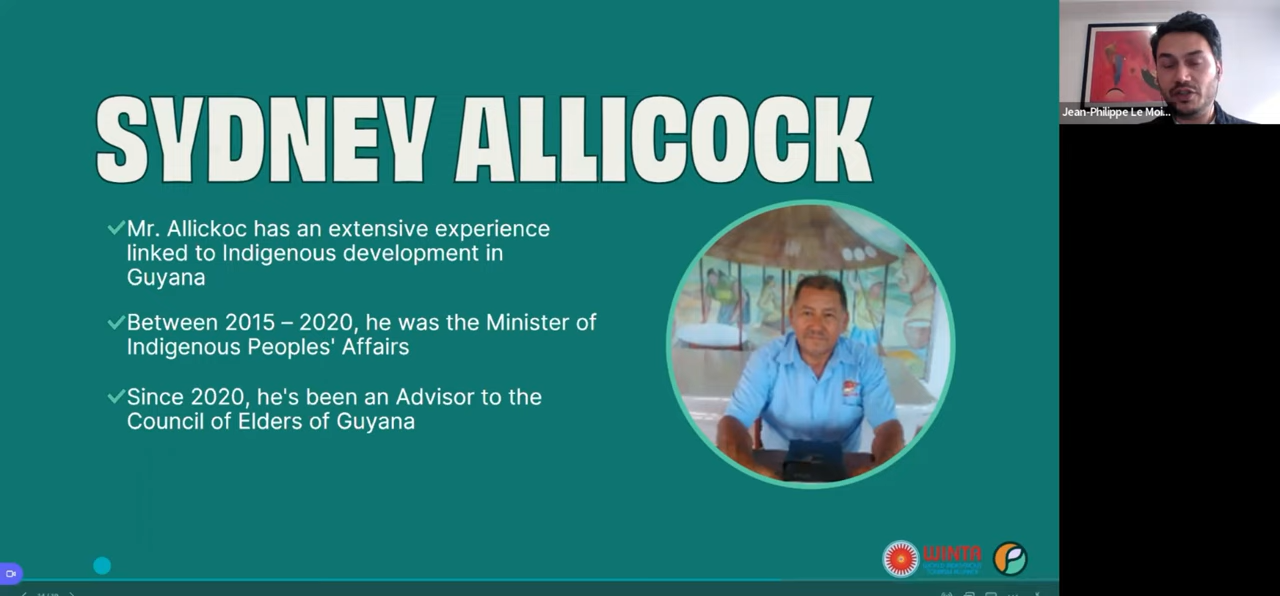 SYDNEY ALLICOCK
Mr. Allickoc has an extensive experience
linked to Indigenous development in
Guyana
Between 2015 – 2020, he was the Minister of
Indigenous Peoples' Affairs
Since 2020, he's been an Advisor to the
Council of Elders of Guyana
Jean-Philippe Le Moi...
WINTA